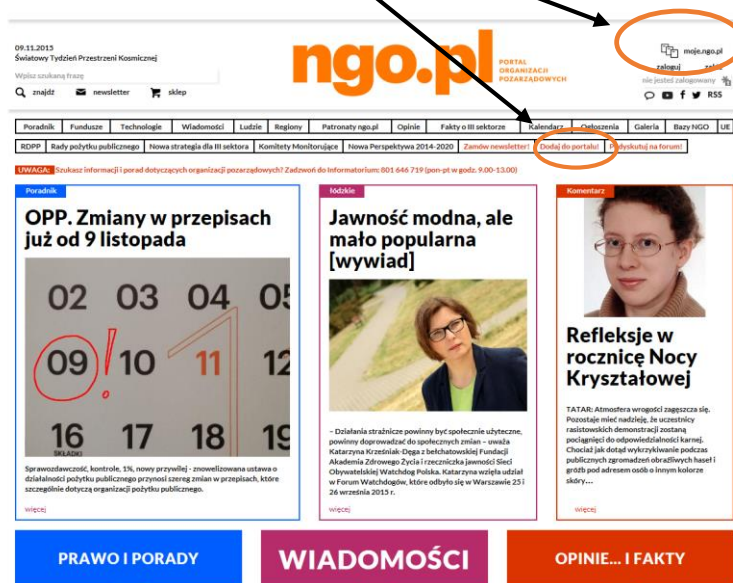 09.11.2015
Światowy Tydzień Przestrzeni Kosmicznej
Wpisz szukaną frazę
znajdź newsletter sklep
ngo.pl
PORTAL
ORGANIZACJI
POZARZĄDOWYCH
moje.ngo.pl
zaloguj
nie jesteś zalogowany
RSS
Poradnik Fundusze Technologie Wiadomości Ludzie Regiony Patronaty ngo.pl Opinie Fakty o III sektorze Kalendarz Ogłoszenia Galeria Bazy NGO UE
RDPP Rady pożytku publicznego Nowa strategia dla III sektora Komitety Monitorujące Nowa Perspektywa 2014-2020 Zamów newsletter! Dodaj do portalu! Podyskutuj na forum!
UWAGA: Szukasz informacji i porad dotyczących organizacji pozarządowych? Zadzwoń do Informatorium: 801 646 719 (pon-pt w godz. 9.00-13.00)
Poradnik
OPP. Zmiany w przepisach
już od 9 listopada
02 03 04 05
09 ! 10 11 12
16 17 18 19
SKŁADKI
Sprawozdawczość, kontrole, 1%, nowy przywilej - znowelizowana ustawa o
działalności pożytku publicznego przynosi szereg zmian w przepisach, które
szczególnie dotyczą organizacji pożytku publicznego.
więcej
łódzkie
Jawność modna, ale
mało popularna
[wywiad]
– Działania strażnicze powinny być społecznie użyteczne,
powinny doprowadzać do społecznych zmian – uważa
Katarzyna Krześniak-Dęga z bełchatowskiej Fundacji
Akademia Zdrowego Życia i rzeczniczka jawności Sieci
Obywatelskiej Watchdog Polska. Katarzyna wzięła udział
w Forum Watchdogów, które odbyło się w Warszawie 25 i
26 września 2015 r.
więcej
Komentarz
Refleksje w
rocznicę Nocy
Kryształowej
TATAR: Atmosfera wrogości zagęszcza się.
Pozostaje mieć nadzieję, że uczestnicy
rasistowskich demonstracji zostaną
pociągnięci do odpowiedzialności karnej.
Chociaż jak dotąd wykrzykiwanie podczas
publicznych zgromadzeń obraźliwych haseł i
gróźb pod adresem osób o innym kolorze
skóry…
więcej
PRAWO I PORADY
WIADOMOŚCI
OPINIE... I FAKTY